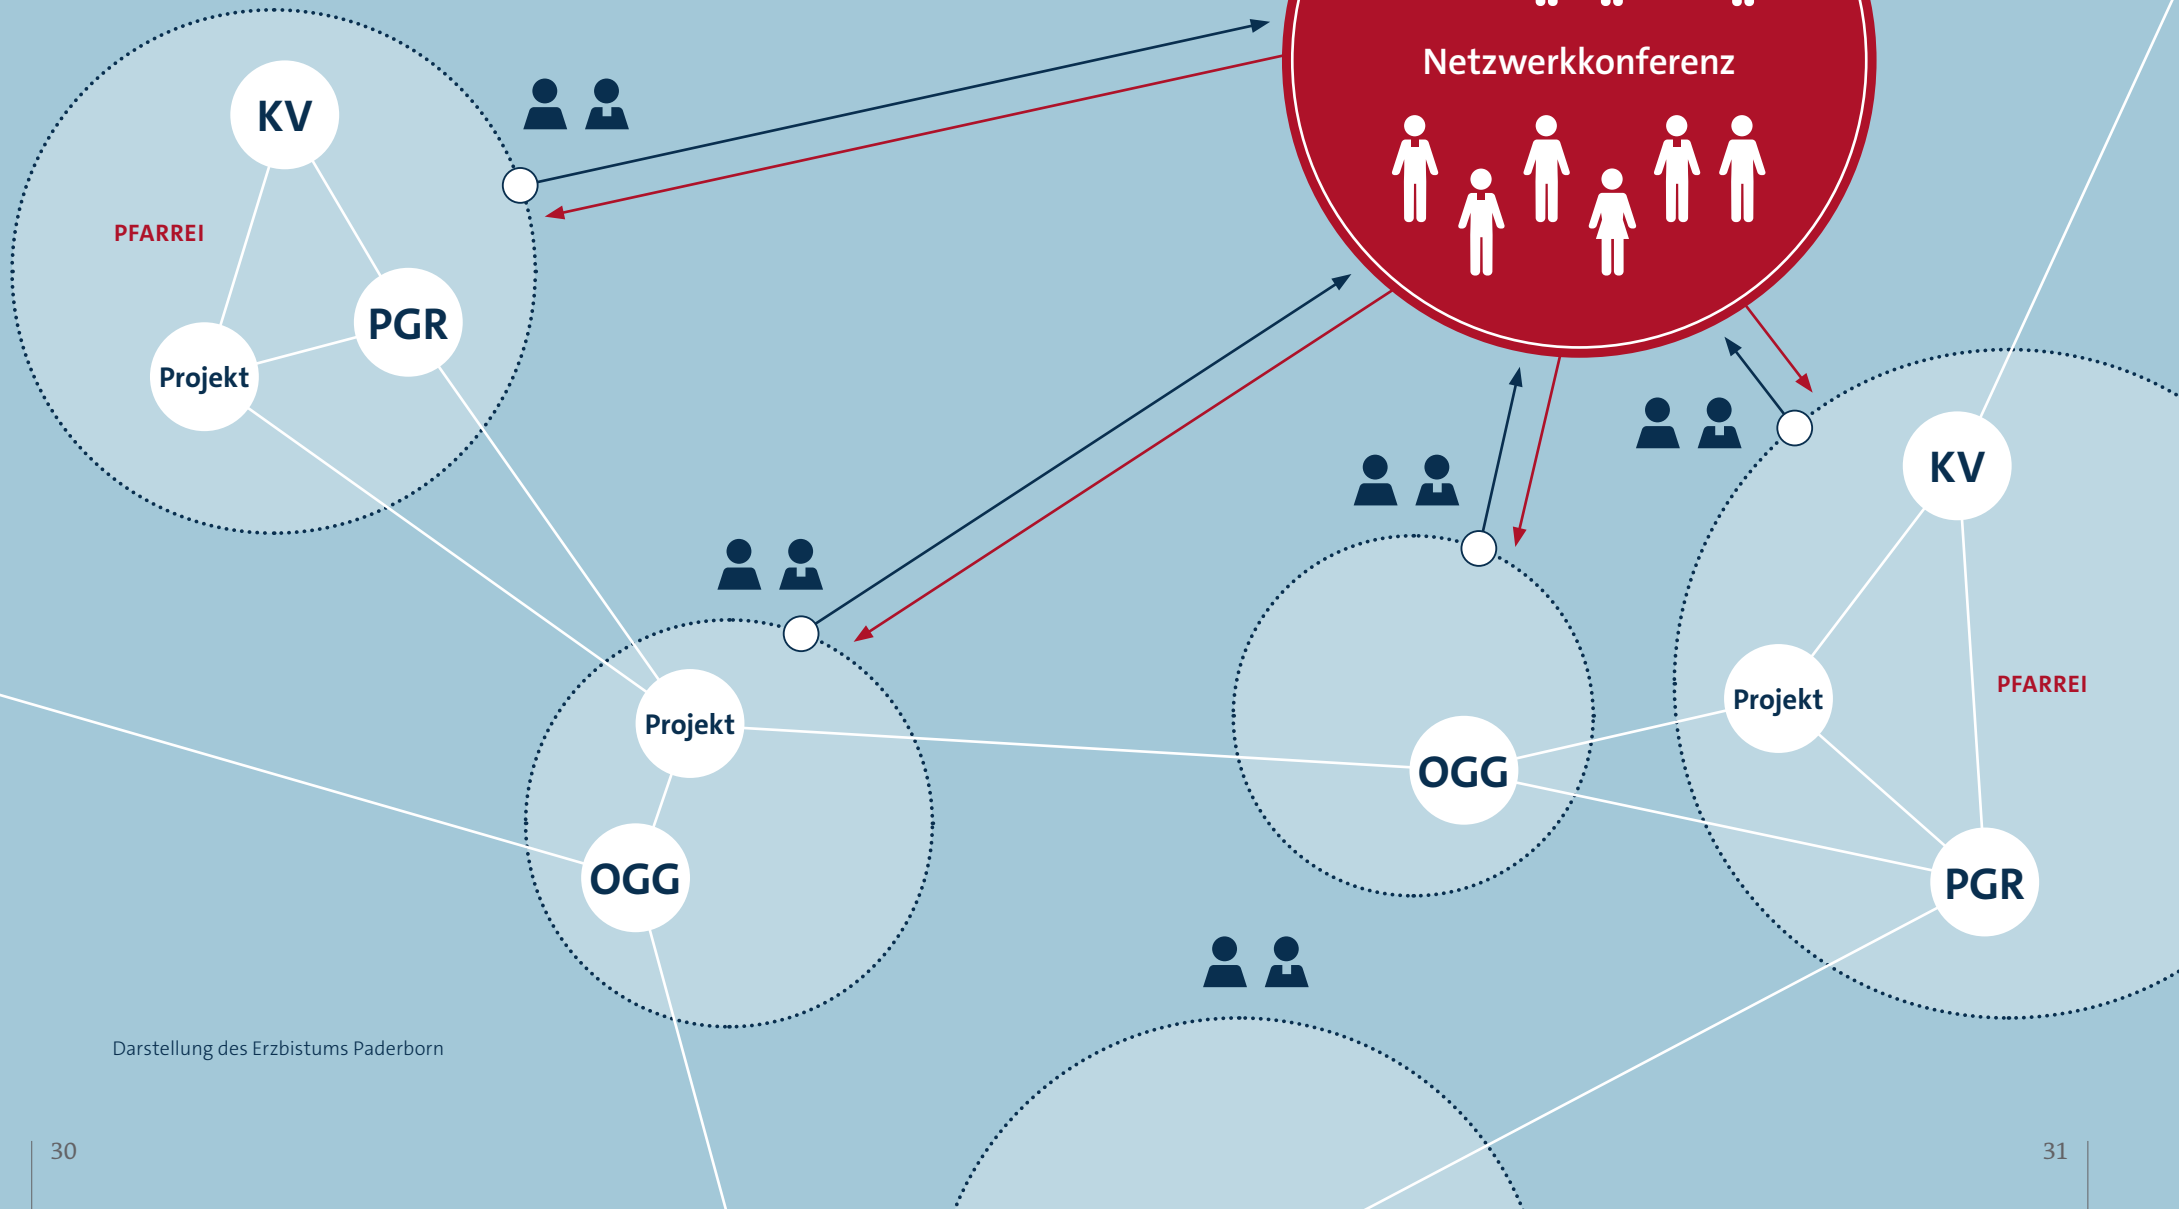 Netzwerkkonferenz
KV
PFARREI
PGR
Projekt
KV
Projekt
PFARREI
Projekt
OGG
OGG
PGR
Darstellung des Erzbistums Paderborn
30
31